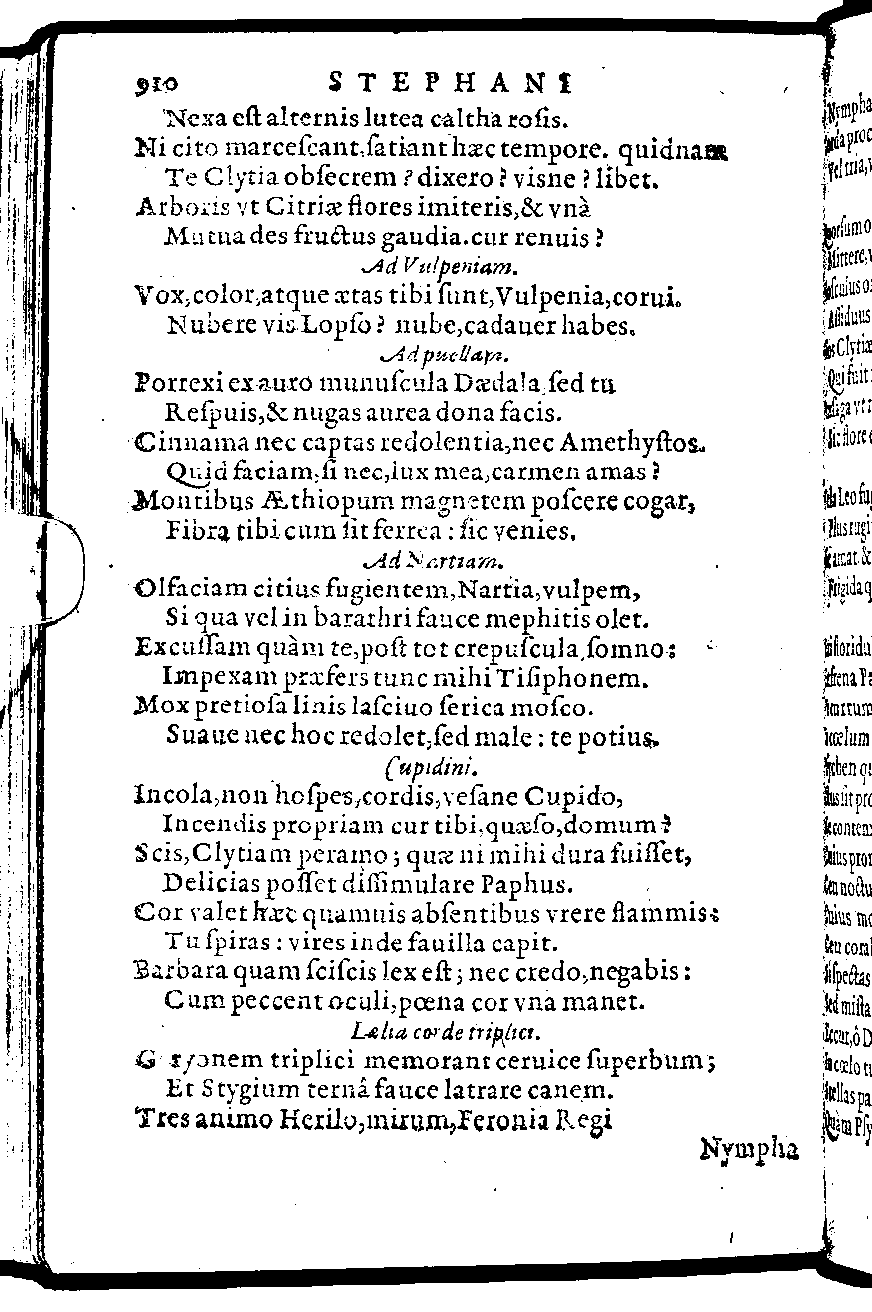 910 STEPHANI
Nexa eſt alternis lutea caltha roſis.
Ni cito marceſcant, ſatiant hæc tempore. quidnam
Te Clytia obſecrem? dixero? visne? libet.
Arboris vt Citriæ flores imiteris, & vnà
Mutua des fructus gaudia. cur renuis?
Ad Vulpeniam.
Vox, color, atque ætas tibi ſunt, Vulpenia, corui.
Nubere vis Lopſo? nube, cadauer habes.
Ad puellam.
Porrexi ex auro munuſcula Dædala, ſed tu
Reſpuis, & nugas aurea dona facis.
Cinnama nec captas redolentia, nec Amethyſtos.
Quid faciam, ſi nec, lux mea, carmen amas?
Montibus Æthiopum magnetem poſcere cogar,
Fibra tibi cum ſit ferrea: ſic venies.
Ad Nartiam.
Olfaciam citius fugientem, Nartia, vulpem,
Si qua vel in barathri fauce mephitis olet.
Excuſſam quàm te, poſt tot crepuſcula, ſomno:
Impexam præfers tunc mihi Tiſiphonem.
Mox pretioſa linis laſciuo ſerica moſco.
Suaue nec hoc redolet, ſed male: te potius.
Cupidini.
Incola, non hoſpes, cordis, veſane Cupido,
Incendis propriam cur tibi, quæſo, domum?
Scis, Clytiam peramo; quæ ni mihi dura fuiſſet,
Delicias poſſet diſſimulare Paphus.
Cor valet hæc quamuis abſentibus vrere flammis:
Tu ſpiras: vires inde fauilla capit.
Barbara quam ſciſcis lex eſt; nec credo, negabis:
Cum peccent oculi, pœna cor vna manet.
Lælia corde triplici.
Geryonem triplici memorant ceruice ſuperbum;
Et Stygium ternâ fauce latrare canem.
Tres animo Herilo, mirum, Feronia Regi
Nympha